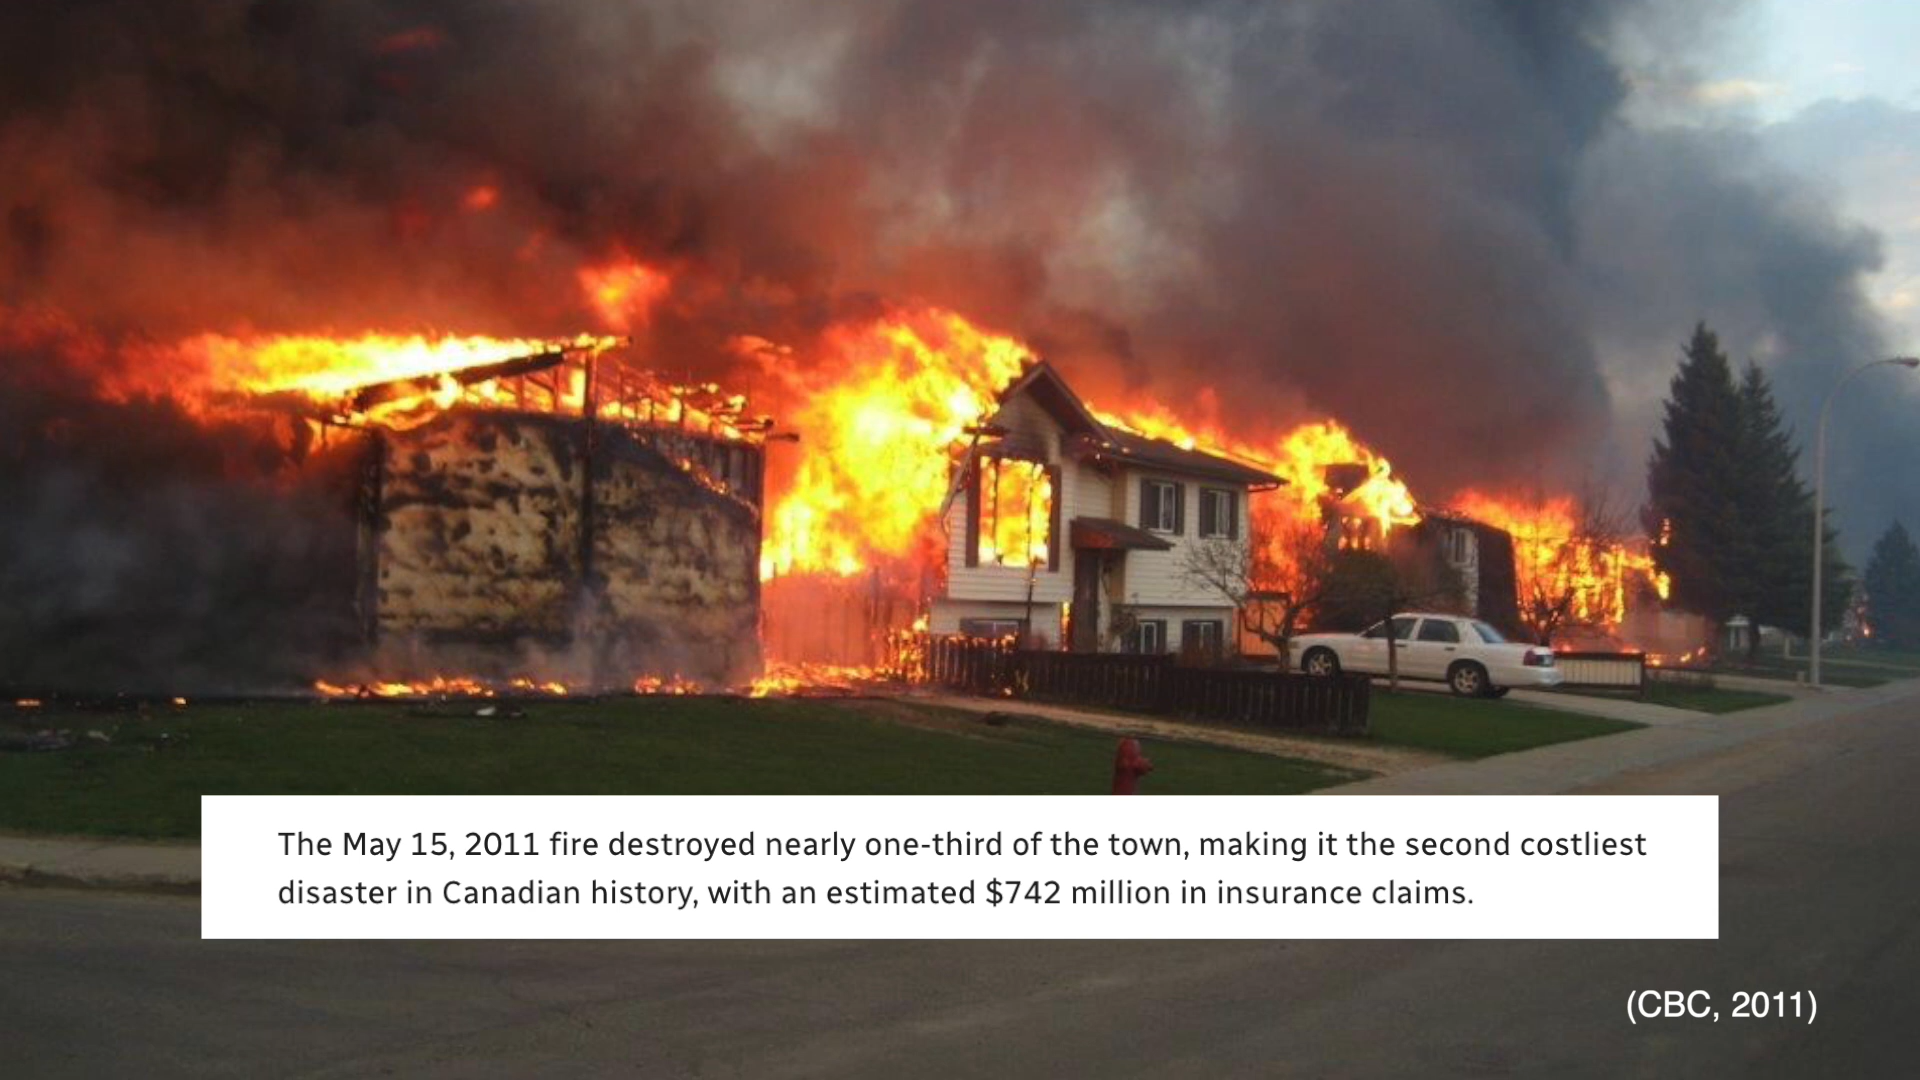 The May 15, 2011 fire destroyed nearly one-third of the town, making it the second costliest
disaster in Canadian history, with an estimated $742 million in insurance claims.
(CBC, 2011)